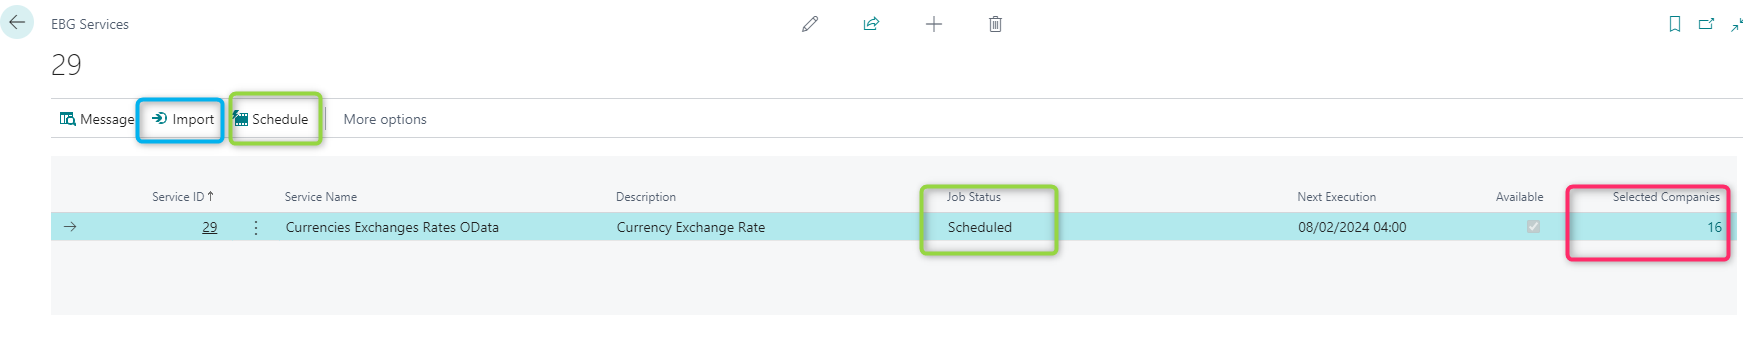 EBG Services
29
Message Import Schedule More options
Service ID ↑ Service Name Description Job Status Next Execution Available Selected Companies
29 Currencies Exchanges Rates OData Currency Exchange Rate Scheduled 08/02/2024 04:00 16